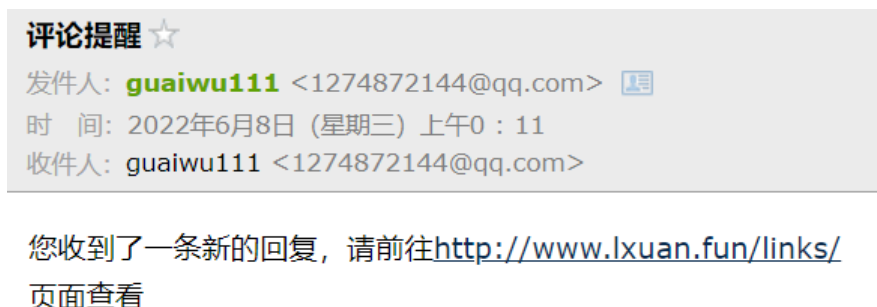 评论提醒
发件人：guaiwu111 <1274872144@qq.com>
时　间：2022年6月8日（星期三）上午0：11
收件人：guaiwu111 <1274872144@qq.com>
您收到了一条新的回复，请前往http://www.lxuan.fun/links/
页面查看